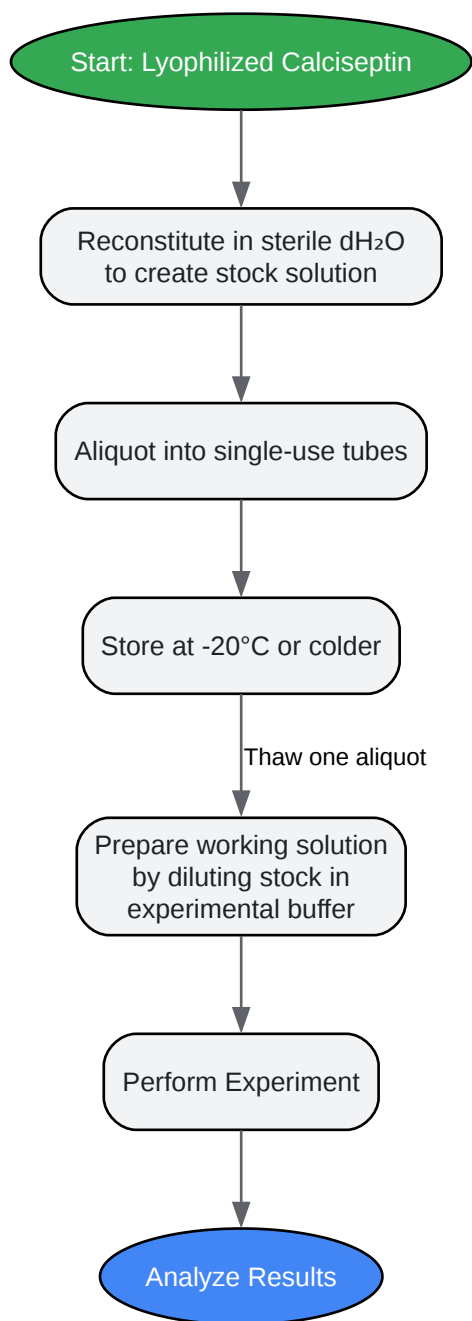 Start: Lyophilized Calciseptin
Reconstitute in sterile dH₂O
to create stock solution
Aliquot into single-use tubes
Store at -20°C or colder
Thaw one aliquot
Prepare working solution
by diluting stock in
experimental buffer
Perform Experiment
Analyze Results